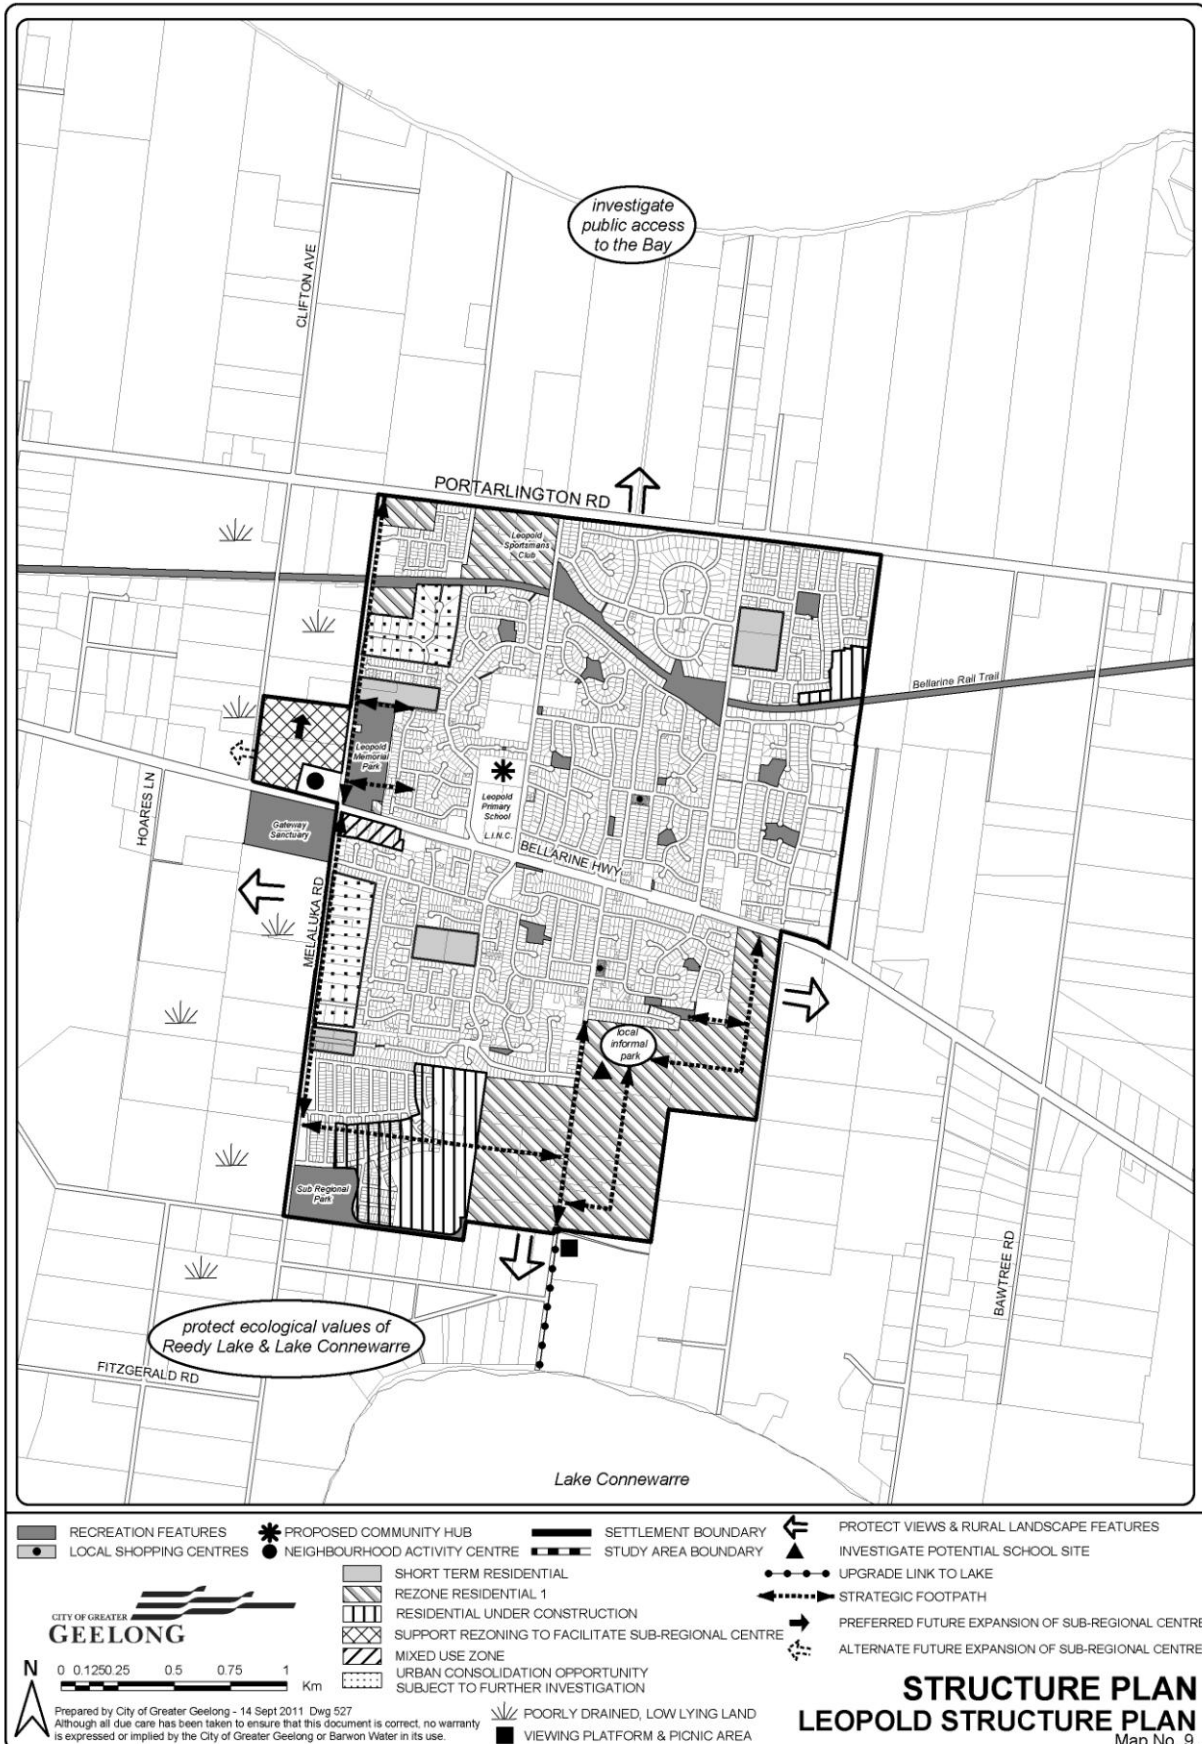 investigate
public access
to the Bay
CLIFTON AVE
PORTARLINGTON RD
Leopold
Sportsmans
Club
Bellarine Rail Trail
Leopold
Memorial
Park
Leopold
Primary
School
L.I.N.C.
HOARES LN
Gateway
Sanctuary
BELLARINE HWY
MELALUKA RD
local
informal
park
Sub Regional
Park
BAWTREE RD
protect ecological values of
Reedy Lake & Lake Connewarre
FITZGERALD RD
Lake Connewarre
RECREATION FEATURES
LOCAL SHOPPING CENTRES
PROPOSED COMMUNITY HUB
NEIGHBOURHOOD ACTIVITY CENTRE
SETTLEMENT BOUNDARY
STUDY AREA BOUNDARY
PROTECT VIEWS & RURAL LANDSCAPE FEATURES
INVESTIGATE POTENTIAL SCHOOL SITE
UPGRADE LINK TO LAKE
STRATEGIC FOOTPATH
PREFERRED FUTURE EXPANSION OF SUB-REGIONAL CENTRE
ALTERNATE FUTURE EXPANSION OF SUB-REGIONAL CENTRE
SHORT TERM RESIDENTIAL
REZONE RESIDENTIAL 1
RESIDENTIAL UNDER CONSTRUCTION
SUPPORT REZONING TO FACILITATE SUB-REGIONAL CENTRE
MIXED USE ZONE
URBAN CONSOLIDATION OPPORTUNITY
SUBJECT TO FURTHER INVESTIGATION
POORLY DRAINED, LOW LYING LAND
VIEWING PLATFORM & PICNIC AREA
CITY OF GREATER
GEELONG
N
0 0.1250.25 0.5 0.75 1
Km
Prepared by City of Greater Geelong - 14 Sept 2011 Dwg 527
Although all due care has been taken to ensure that this document is correct, no warranty
is expressed or implied by the City of Greater Geelong or Barwon Water in its use.
STRUCTURE PLAN
LEOPOLD STRUCTURE PLAN
Map No. 9